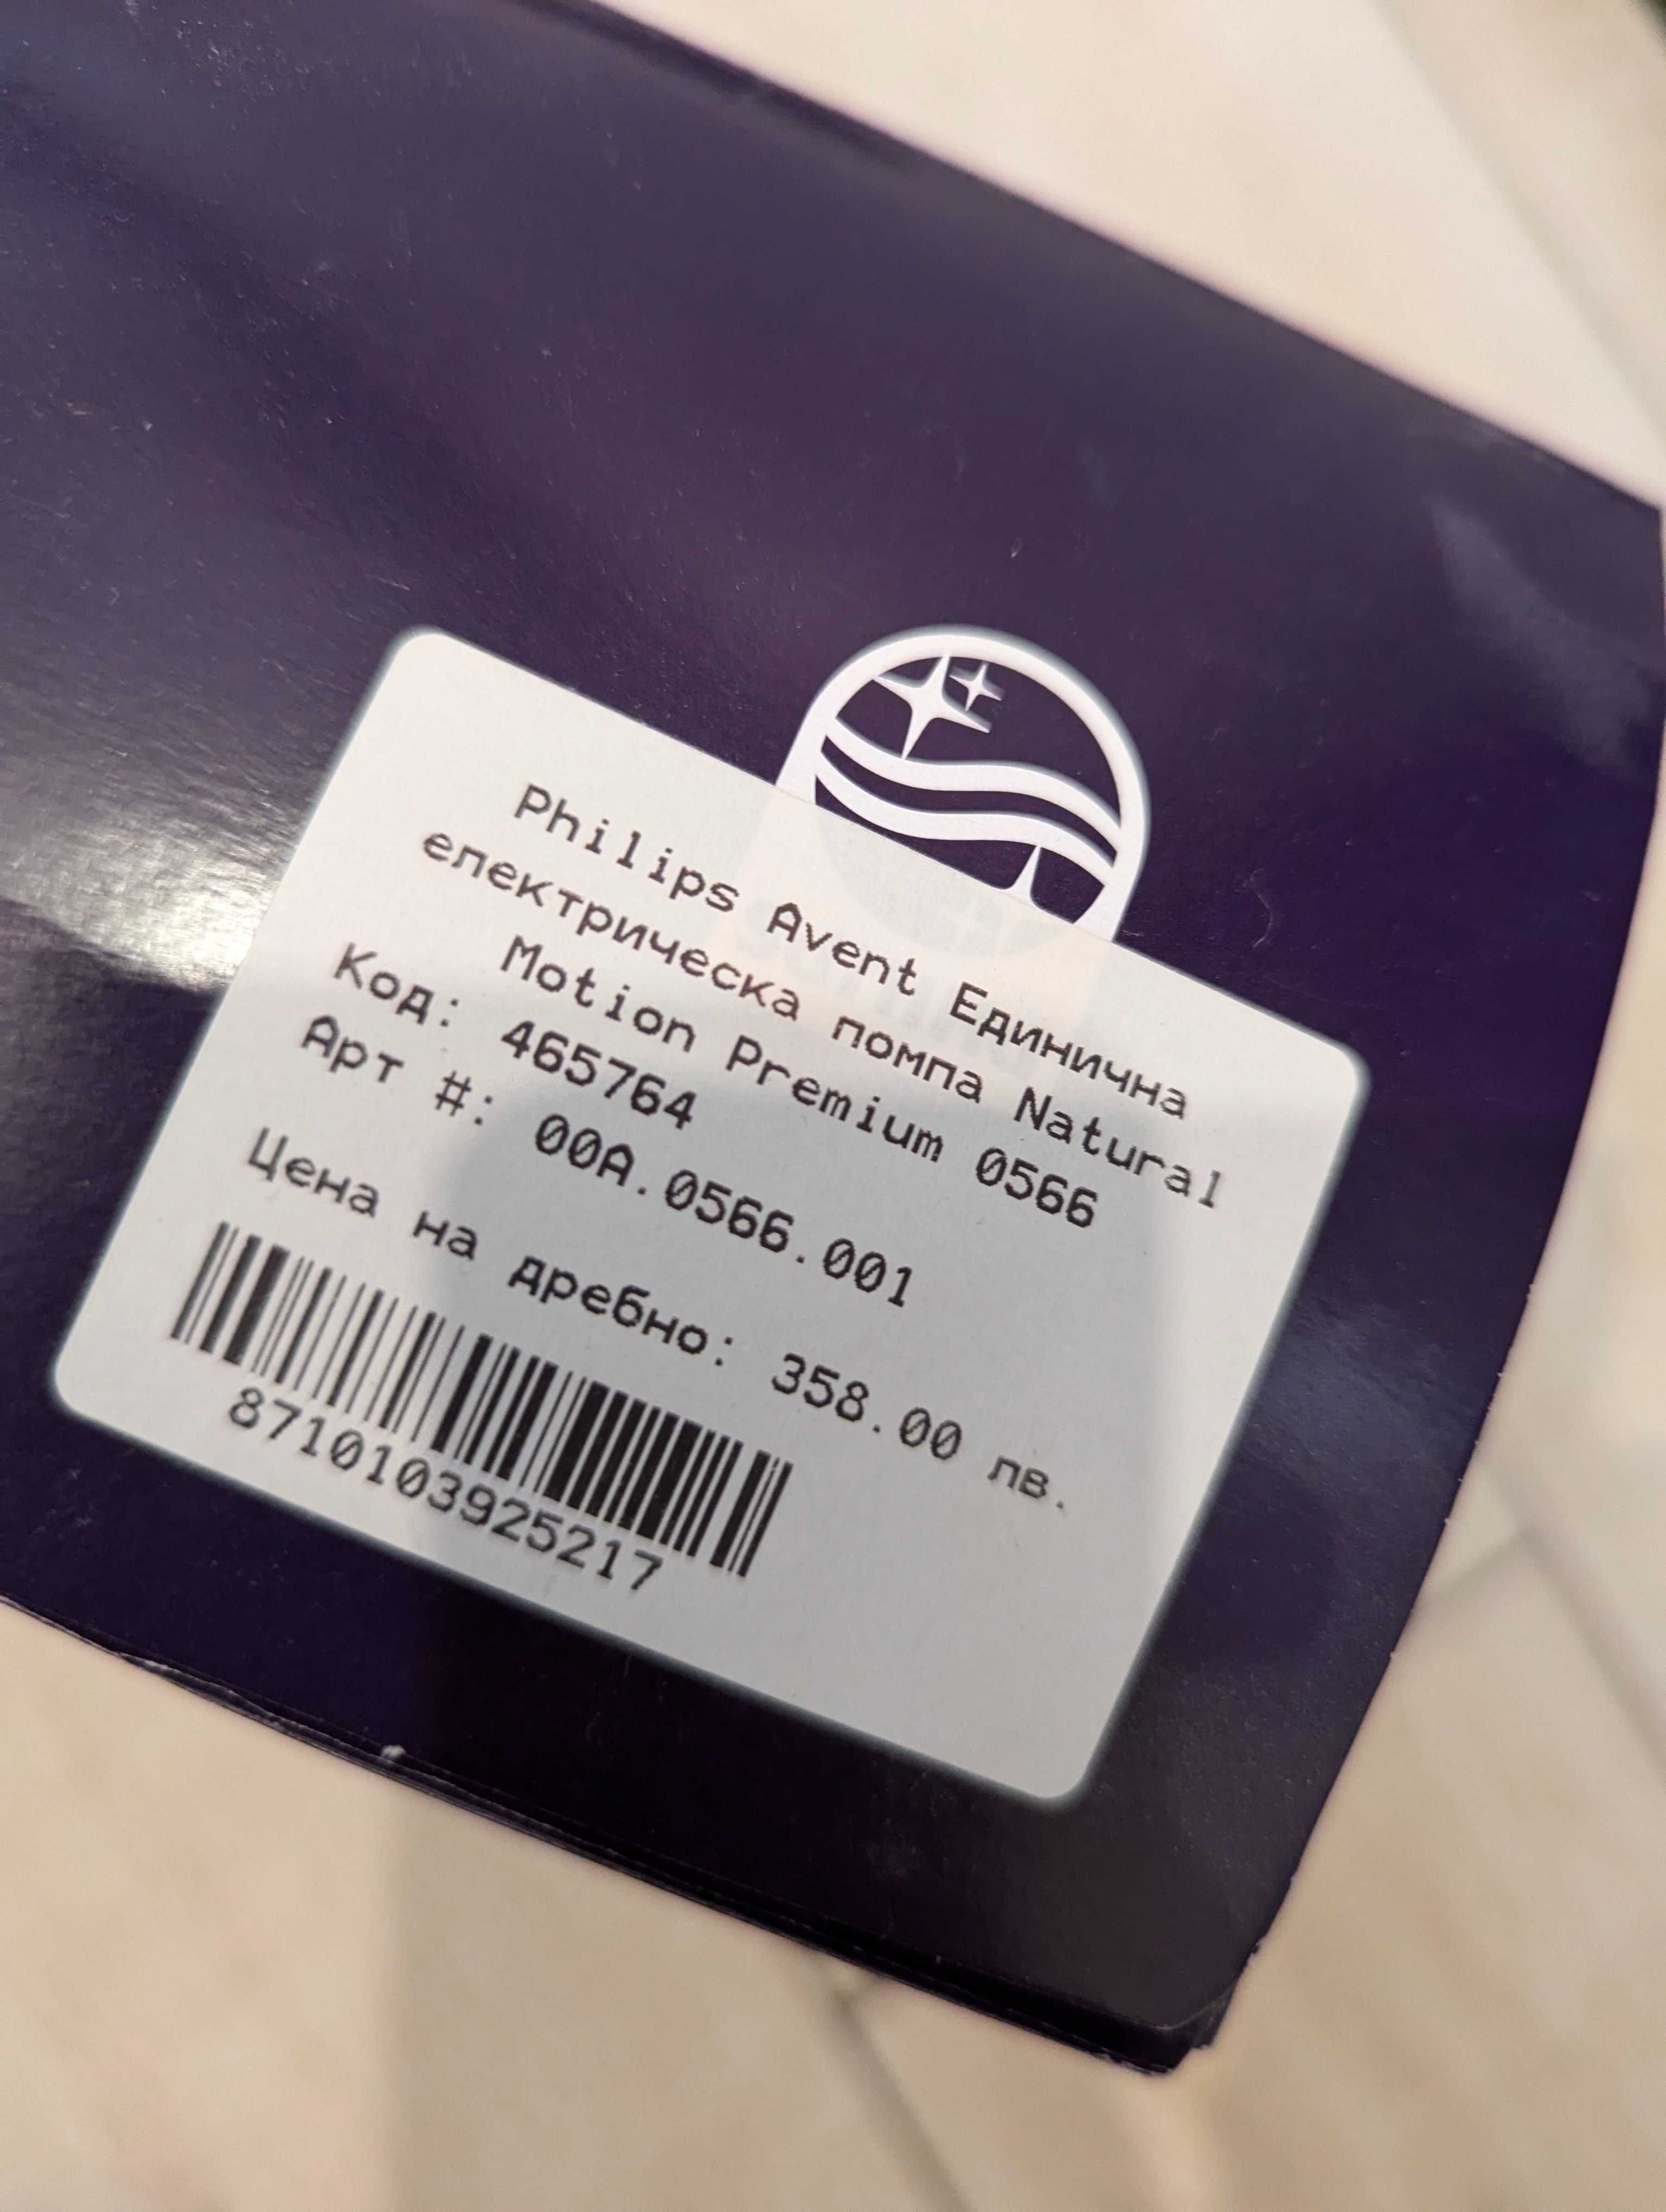 Philips Avent Единична
електрическа помпа Natural
Motion Premium 0566
Код: 465764
Арт #: 00A.0566.001
Цена на дребно: 358.00 лв.
8710103925217